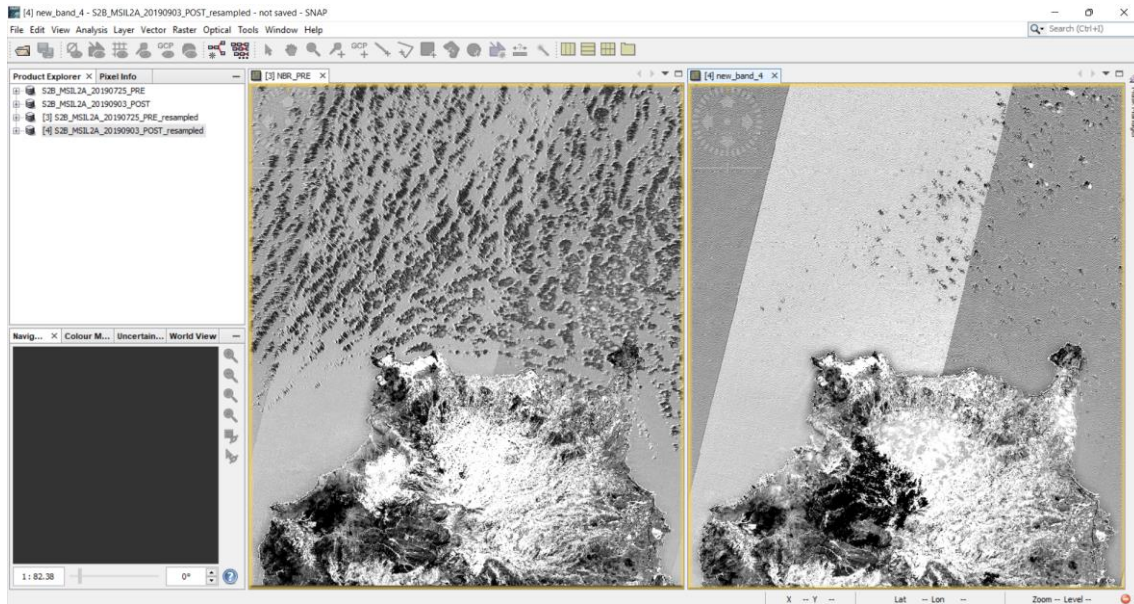 [4] new_band_4 - S2B_MSIL2A_20190903_POST_resampled - not saved - SNAP
File Edit View Analysis Layer Vector Raster Optical Tools Window Help
Search (Ctrl+I)
GCP GCP
Product Explorer Pixel Info
S2B_MSIL2A_20190725_PRE
S2B_MSIL2A_20190903_POST
[3] S2B_MSIL2A_20190725_PRE_resampled
[4] S2B_MSIL2A_20190903_POST_resampled
[3] NBR_PRE
[4] new_band_4
Navig... Colour M... Uncertain... World View
1 : 82.38
0°
X -- Y -- Lat -- Lon -- Zoom -- Level --